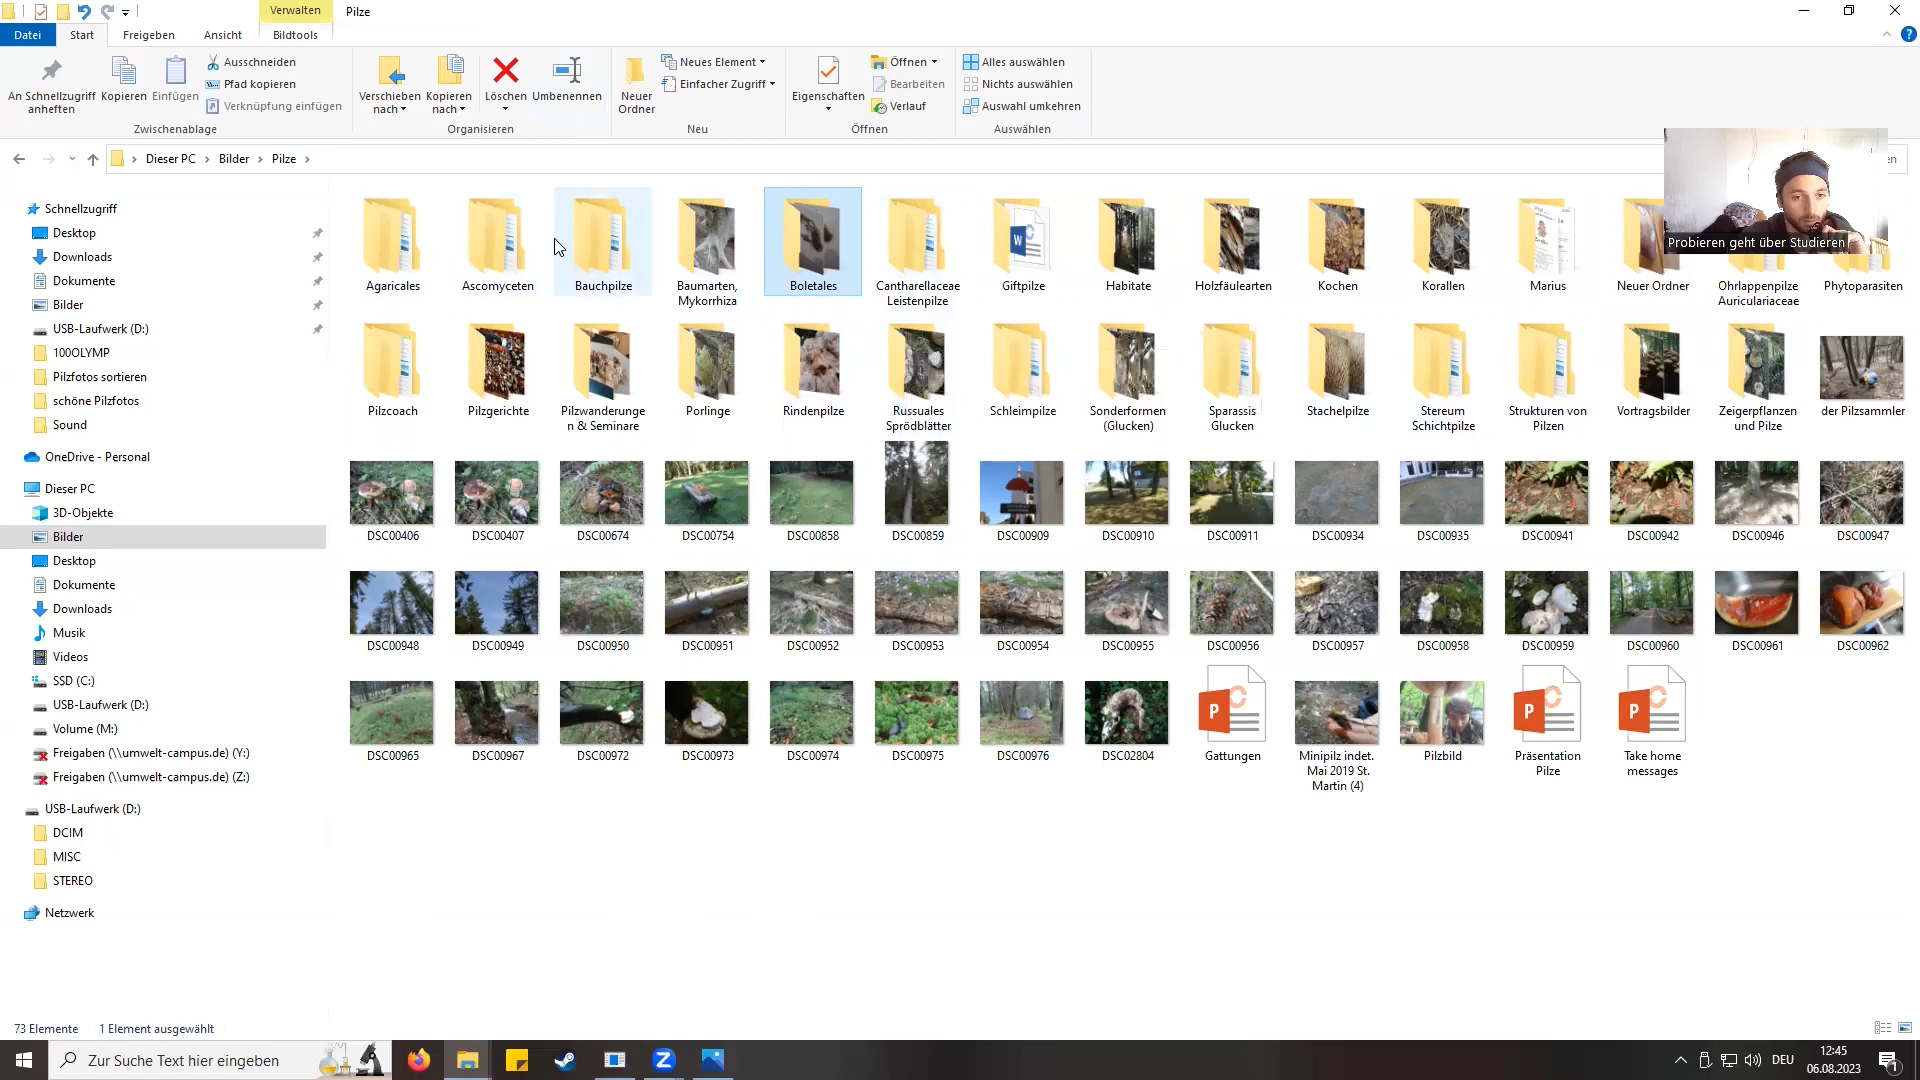 Verwalten
Pilze
Datei
Start
Freigeben
Ansicht
Bildtools
An Schnellzugriff
anheften
Kopieren
Einfügen
Ausschneiden
Pfad kopieren
Verknüpfung einfügen
Zwischenablage
Verschieben
nach
Kopieren
nach
Löschen
Umbenennen
Organisieren
Neuer
Ordner
Neues Element
Einfacher Zugriff
Neu
Eigenschaften
Öffnen
Bearbeiten
Verlauf
Öffnen
Alles auswählen
Nichts auswählen
Auswahl umkehren
Auswählen
Dieser PC
Bilder
Pilze
Probieren geht über Studieren
Schnellzugriff
Desktop
Downloads
Dokumente
Bilder
USB-Laufwerk (D:)
100OLYMP
Pilzfotos sortieren
schöne Pilzfotos
Sound
OneDrive - Personal
Dieser PC
3D-Objekte
Bilder
Desktop
Dokumente
Downloads
Musik
Videos
SSD (C:)
USB-Laufwerk (D:)
Volume (M:)
Freigaben (\\umwelt-campus.de) (Y:)
Freigaben (\\umwelt-campus.de) (Z:)
USB-Laufwerk (D:)
DCIM
MISC
STEREO
Netzwerk
Agaricales
Ascomyceten
Bauchpilze
Baumarten,
Mykorrhiza
Boletales
Cantharellaceae
Leistenpilze
Giftpilze
Habitate
Holzfäulearten
Kochen
Korallen
Marius
Neuer Ordner
Ohrlappenpilze
Auriculariaceae
Phytoparasiten
Pilzcoach
Pilzgerichte
Pilzwanderunge
n & Seminare
Porlinge
Rindenpilze
Russuales
Sprödblätter
Schleimpilze
Sonderformen
(Glucken)
Sparassis
Glucken
Stachelpilze
Stereum
Schichtpilze
Strukturen von
Pilzen
Vortragsbilder
Zeigerpflanzen
und Pilze
der Pilzsammler
DSC00406
DSC00407
DSC00674
DSC00754
DSC00858
DSC00859
DSC00909
DSC00910
DSC00911
DSC00934
DSC00935
DSC00941
DSC00942
DSC00946
DSC00947
DSC00948
DSC00949
DSC00950
DSC00951
DSC00952
DSC00953
DSC00954
DSC00955
DSC00956
DSC00957
DSC00958
DSC00959
DSC00960
DSC00961
DSC00962
DSC00965
DSC00967
DSC00972
DSC00973
DSC00974
DSC00975
DSC00976
DSC02804
Gattungen
Minipilz indet.
Mai 2019 St.
Martin (4)
Pilzbild
Präsentation
Pilze
Take home
messages
73 Elemente
1 Element ausgewählt
Zur Suche Text hier eingeben
DEU
12:45
06.08.2023